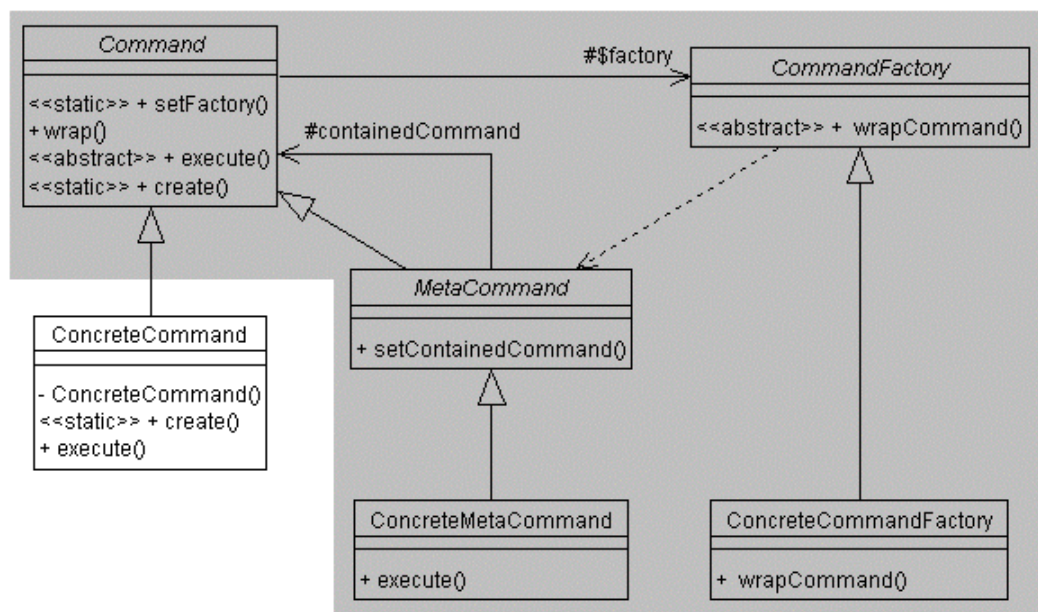 Command
<<static>> + setFactory()
+ wrap()
<<abstract>> + execute()
<<static>> + create()
#$factory
CommandFactory
<<abstract>> + wrapCommand()
#containedCommand
MetaCommand
+ setContainedCommand()
ConcreteCommand
- ConcreteCommand()
<<static>> + create()
+ execute()
ConcreteMetaCommand
+ execute()
ConcreteCommandFactory
+ wrapCommand()